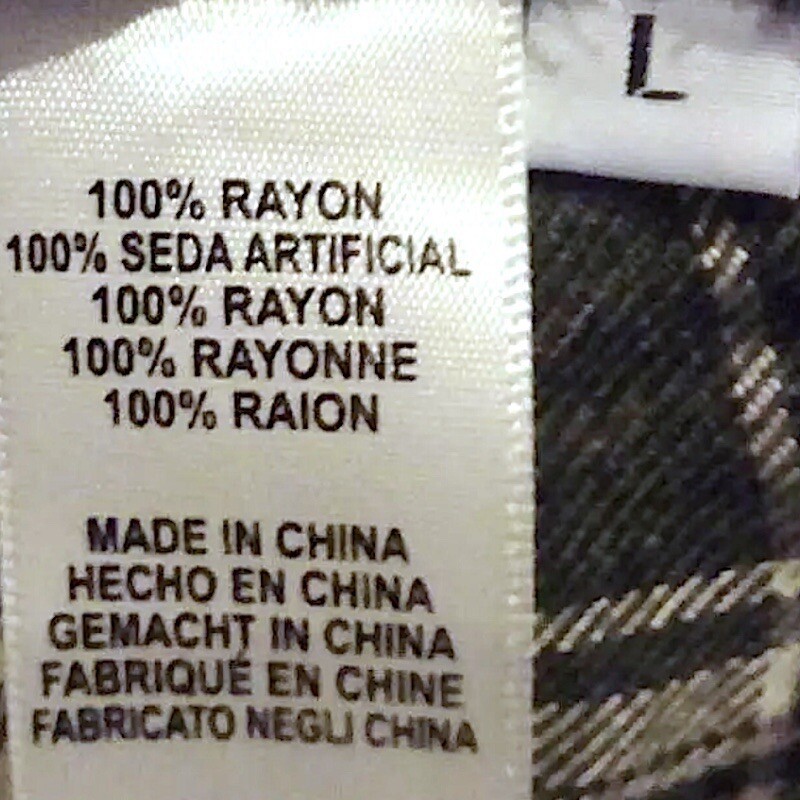 L
100% RAYON
100% SEDA ARTIFICIAL
100% RAYON
100% RAYONNE
100% RAION
MADE IN CHINA
HECHO EN CHINA
GEMACHT IN CHINA
FABRIQUÉ EN CHINE
FABRICATO NEGLI CHINA